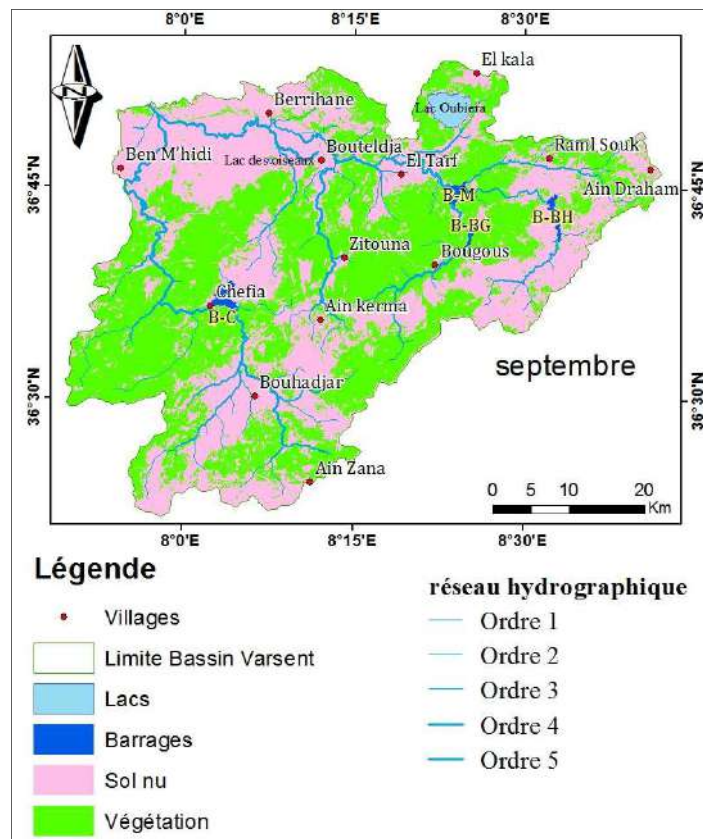 8°0'E
8°15'E
8°30'E
El kala
Lac Oubiera
Berrihane
Bouteldja
Raml Souk
Ben M'hidi
Lac des oiseaux
El Tarf
Ain Draham
36°45'N
36°45'N
B-M
B-BH
B-BG
Zitouna
Bougous
Chefia
B-C
Ain kerma
septembre
Bouhadjar
36°30'N
36°30'N
Ain Zana
0 5 10 20
Km
8°0'E
8°15'E
8°30'E
N
Légende
Villages
Limite Bassin Varsent
Lacs
Barrages
Sol nu
Végétation
réseau hydrographique
Ordre 1
Ordre 2
Ordre 3
Ordre 4
Ordre 5